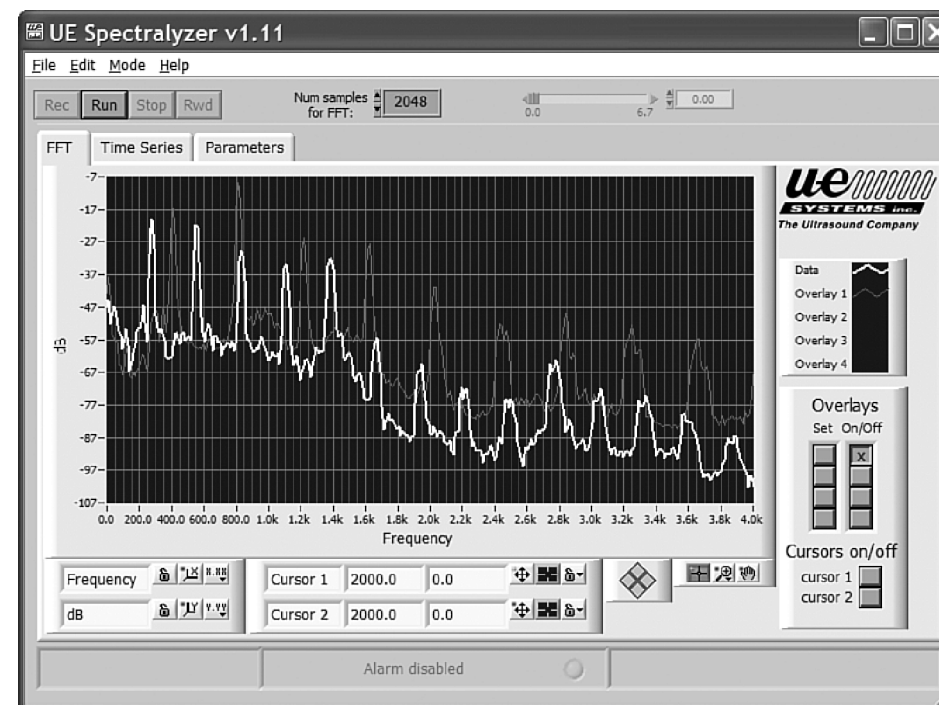 UE Spectralyzer v1.11
File Edit Mode Help
Rec Run Stop Rwd
Num samples for FFT: 2048
0.0 6.7 0.00
FFT Time Series Parameters
ue
SYSTEMS inc.
The Ultrasound Company
dB
-7
-17
-27
-37
-47
-57
-67
-77
-87
-97
-107
0.0 200.0 400.0 600.0 800.0 1.0k 1.2k 1.4k 1.6k 1.8k 2.0k 2.2k 2.4k 2.6k 2.8k 3.0k 3.2k 3.4k 3.6k 3.8k 4.0k
Frequency
Data
Overlay 1
Overlay 2
Overlay 3
Overlay 4
Overlays
Set On/Off
X
Cursors on/off
cursor 1
cursor 2
Frequency X.XX
dB Y.YY
Cursor 1 2000.0 0.0
Cursor 2 2000.0 0.0
Alarm disabled